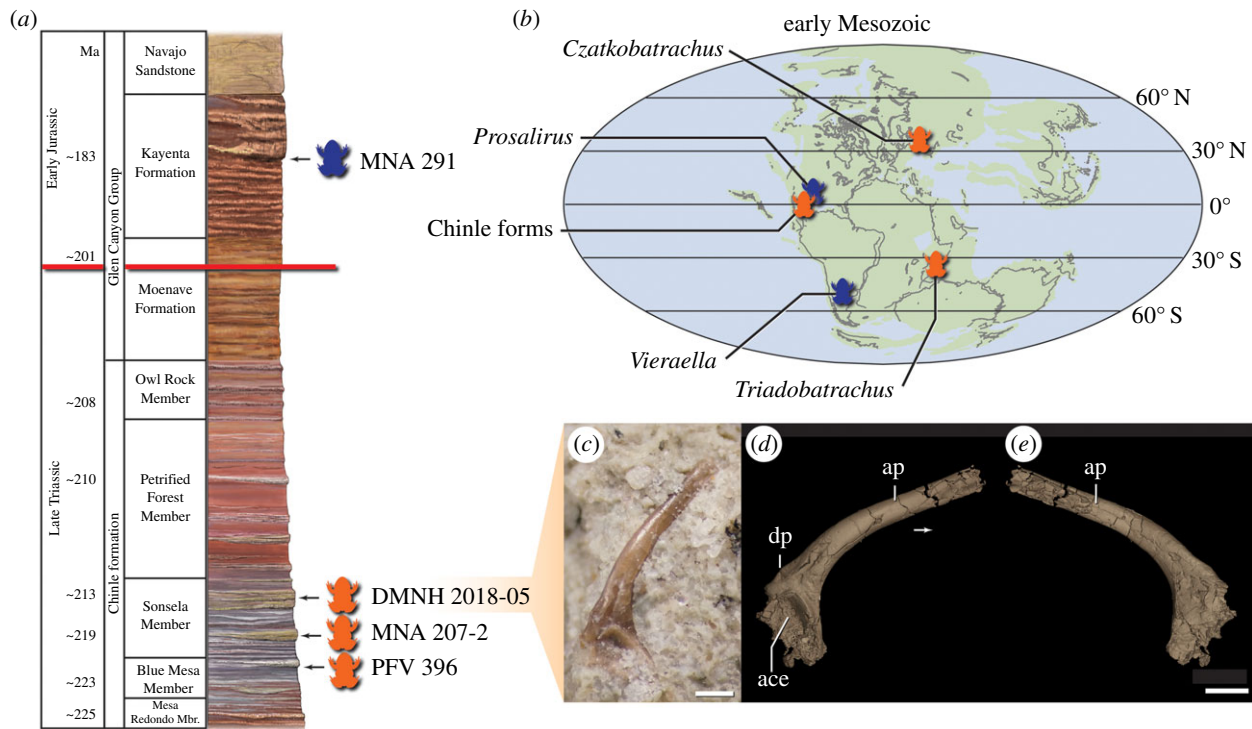 (a)
Ma
Early Jurassic
~183
~201
Late Triassic
~208
~210
~213
~219
~223
~225
Glen Canyon Group
Chinle formation
Navajo
Sandstone
Kayenta
Formation
Moenave
Formation
Owl Rock
Member
Petrified
Forest
Member
Sonsela
Member
Blue Mesa
Member
Mesa
Redondo Mbr.
MNA 291
DMNH 2018-05
MNA 207-2
PFV 396
(b)
early Mesozoic
Czatkobatrachus
Prosalirus
Chinle forms
Vieraella
Triadobatrachus
60° N
30° N
0°
30° S
60° S
(c)
(d)
ap
dp
ace
(e)
ap